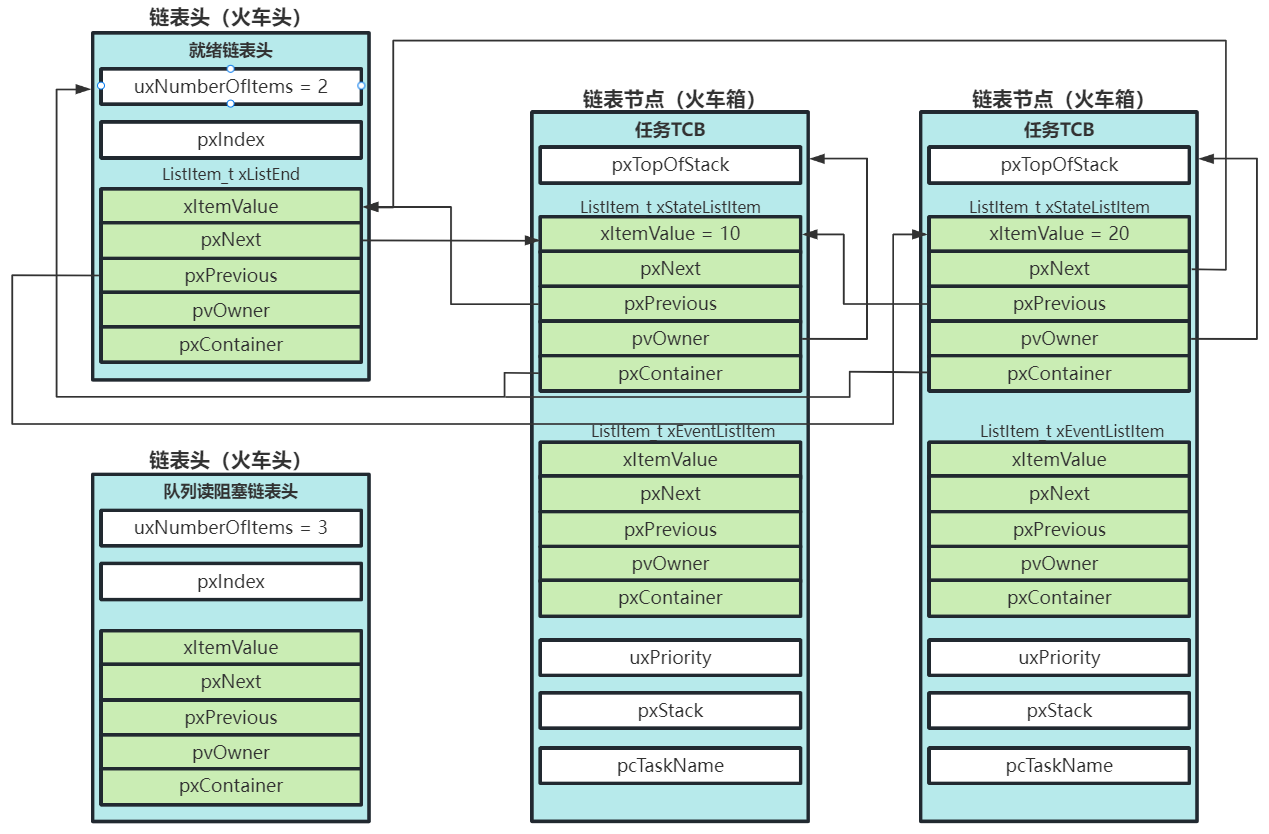 链表头（火车头）
就绪链表头
uxNumberOfItems = 2
pxIndex
ListItem_t xListEnd
xItemValue
pxNext
pxPrevious
pvOwner
pxContainer
链表头（火车头）
队列读阻塞链表头
uxNumberOfItems = 3
pxIndex
xItemValue
pxNext
pxPrevious
pvOwner
pxContainer
链表节点（火车箱）
任务TCB
pxTopOfStack
ListItem_t xStateListItem
xItemValue = 10
pxNext
pxPrevious
pvOwner
pxContainer
ListItem_t xEventListItem
xItemValue
pxNext
pxPrevious
pvOwner
pxContainer
uxPriority
pxStack
pcTaskName
链表节点（火车箱）
任务TCB
pxTopOfStack
ListItem_t xStateListItem
xItemValue = 20
pxNext
pxPrevious
pvOwner
pxContainer
ListItem_t xEventListItem
xItemValue
pxNext
pxPrevious
pvOwner
pxContainer
uxPriority
pxStack
pcTaskName